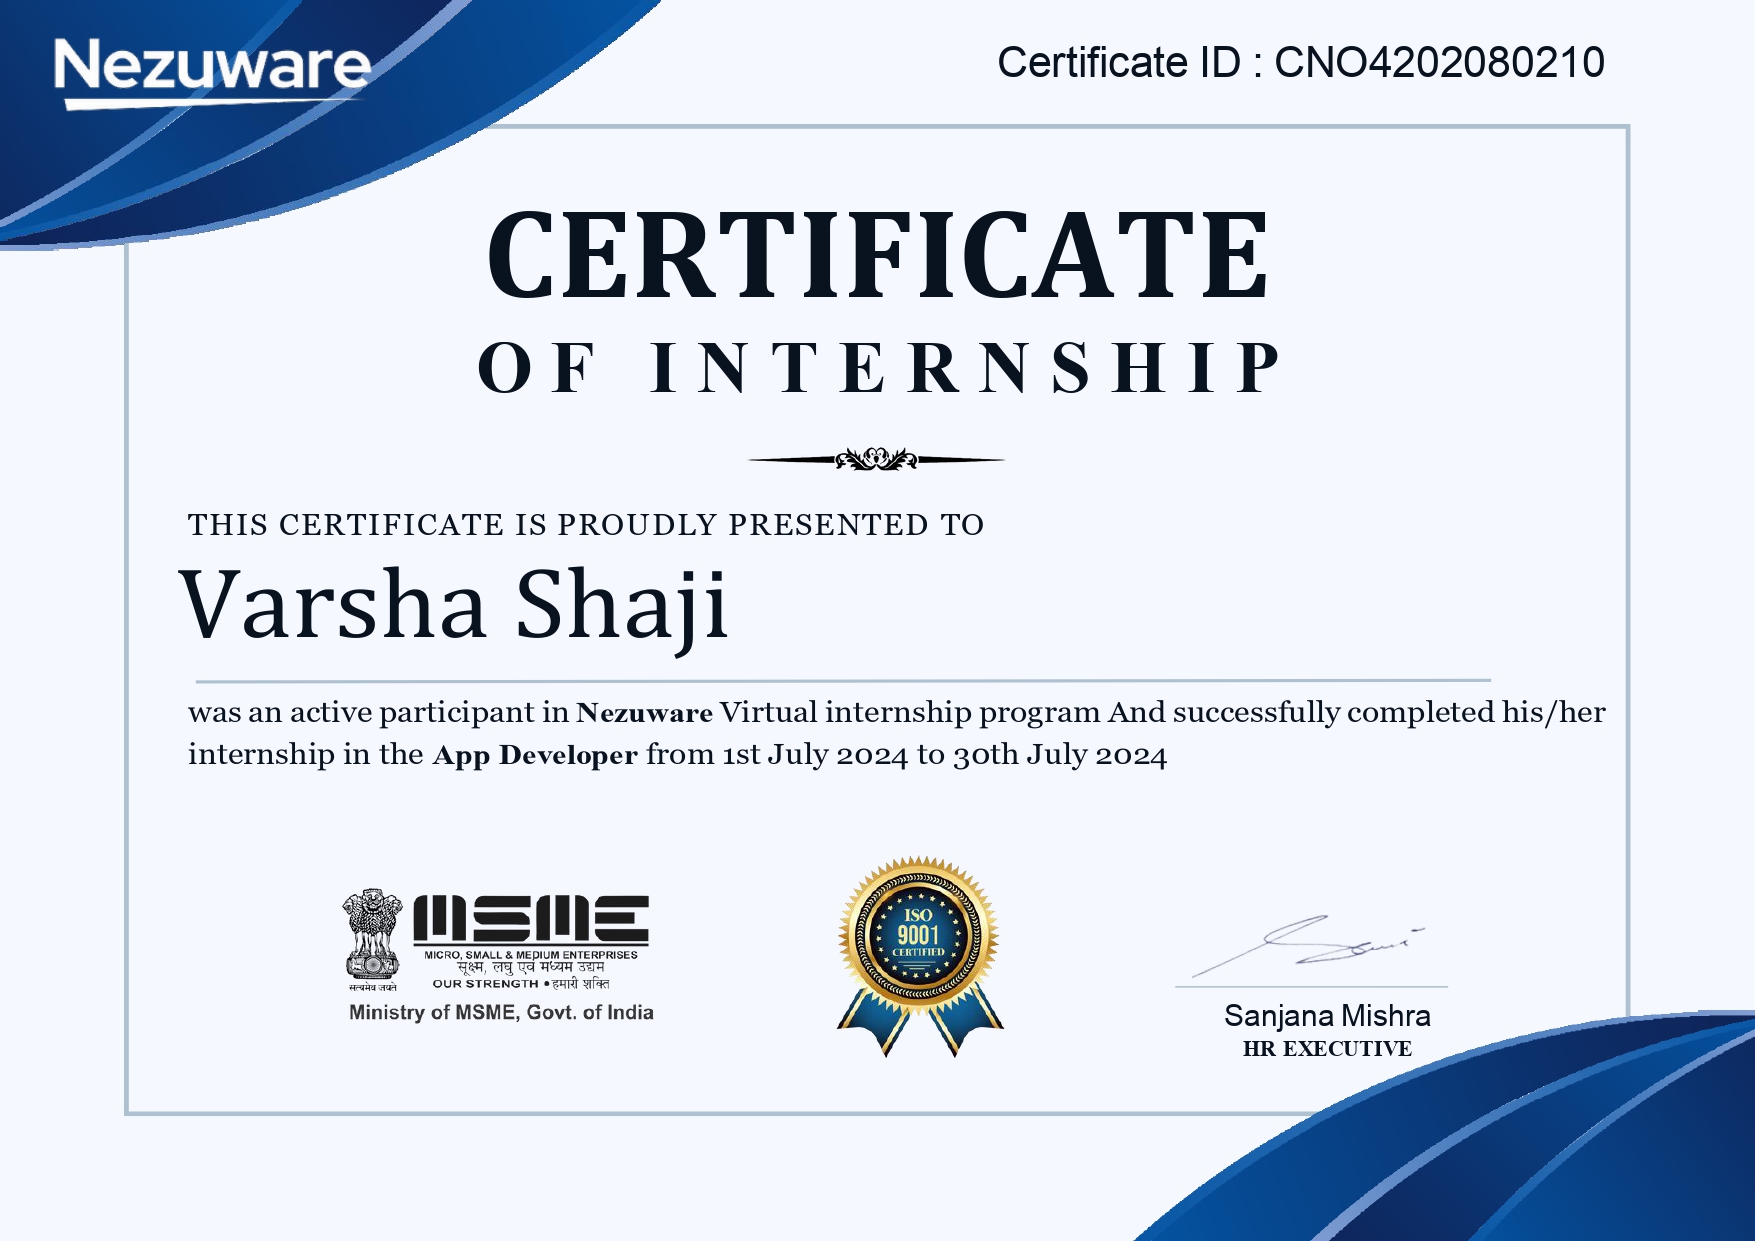 Nezuware
Certificate ID : CNO4202080210
CERTIFICATE
OF INTERNSHIP
THIS CERTIFICATE IS PROUDLY PRESENTED TO
Varsha Shaji
was an active participant in Nezuware Virtual internship program And successfully completed his/her
internship in the App Developer from 1st July 2024 to 30th July 2024
MSME
MICRO, SMALL & MEDIUM ENTERPRISES
सूक्ष्म, लघु एवं मध्यम उद्यम
सत्यमेव जयते
OUR STRENGTH • हमारी शक्ति
Ministry of MSME, Govt. of India
ISO
9001
CERTIFIED
Sanjana Mishra
HR EXECUTIVE